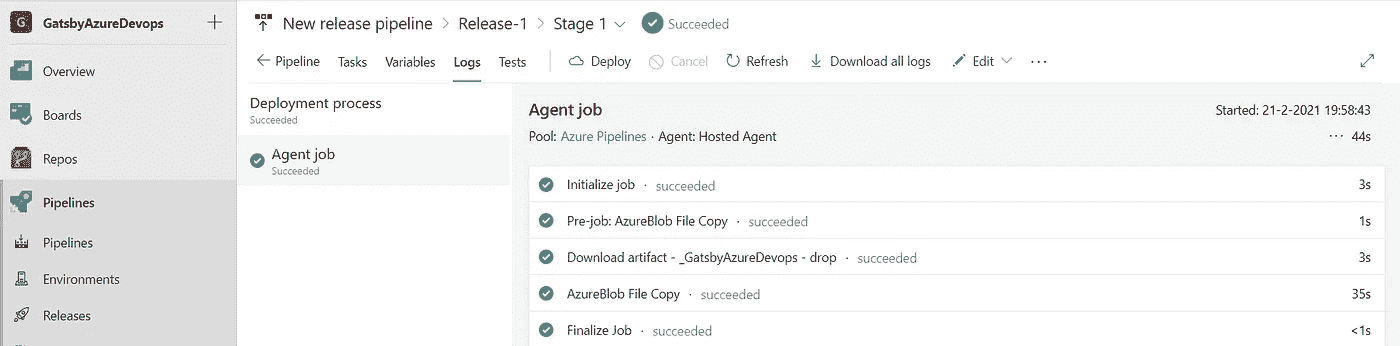 G GatsbyAzureDevops +
Overview
Boards
Repos
Pipelines
Pipelines
Environments
Releases
New release pipeline > Release-1 > Stage 1 Succeeded
Pipeline Tasks Variables Logs Tests Deploy Cancel Refresh Download all logs Edit ...
Deployment process
Succeeded
Agent job
Succeeded
Agent job Started: 21-2-2021 19:58:43
Pool: Azure Pipelines · Agent: Hosted Agent ... 44s
Initialize job · succeeded 3s
Pre-job: AzureBlob File Copy · succeeded 1s
Download artifact - _GatsbyAzureDevops - drop · succeeded 3s
AzureBlob File Copy · succeeded 35s
Finalize Job · succeeded <1s